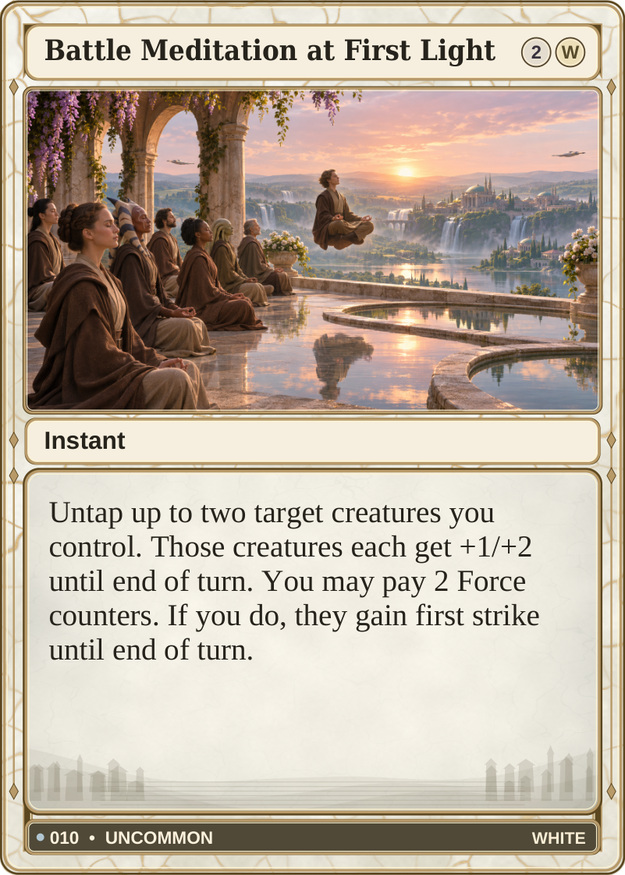 Battle Meditation at First Light 2 W
Instant
Untap up to two target creatures you
control. Those creatures each get +1/+2
until end of turn. You may pay 2 Force
counters. If you do, they gain first strike
until end of turn.
010 • UNCOMMON WHITE